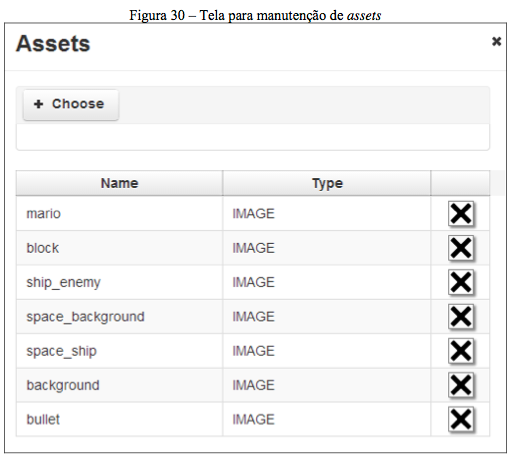 Figura 30 – Tela para manutenção de assets
Assets
+ Choose
Name Type
mario IMAGE
block IMAGE
ship_enemy IMAGE
space_background IMAGE
space_ship IMAGE
background IMAGE
bullet IMAGE